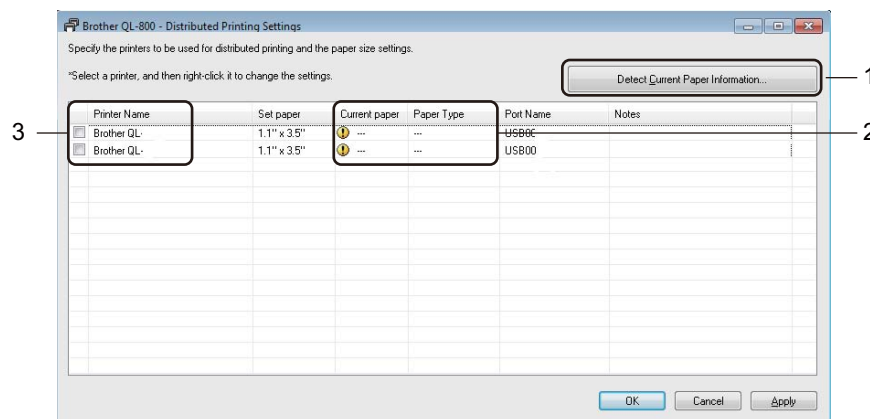 Brother QL-800 - Distributed Printing Settings
Specify the printers to be used for distributed printing and the paper size settings.
*Select a printer, and then right-click it to change the settings.
Detect Current Paper Information...
1
Printer Name Set paper Current paper Paper Type Port Name Notes
3
Brother QL- 1.1" x 3.5" --- ---
2
Brother QL- 1.1" x 3.5" --- --- USB00
OK Cancel Apply